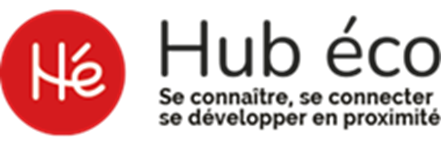 Hé
Hub éco
Se connaître, se connecter
se développer en proximité